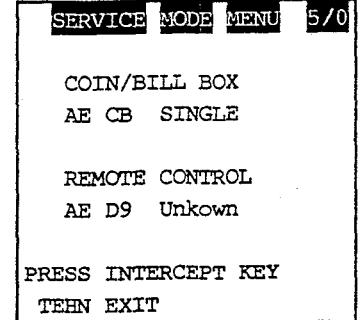 SERVICE MODE MENU 5/0
COIN/BILL BOX
AE CB SINGLE
REMOTE CONTROL
AE D9 Unkown
PRESS INTERCEPT KEY
TEHN EXIT